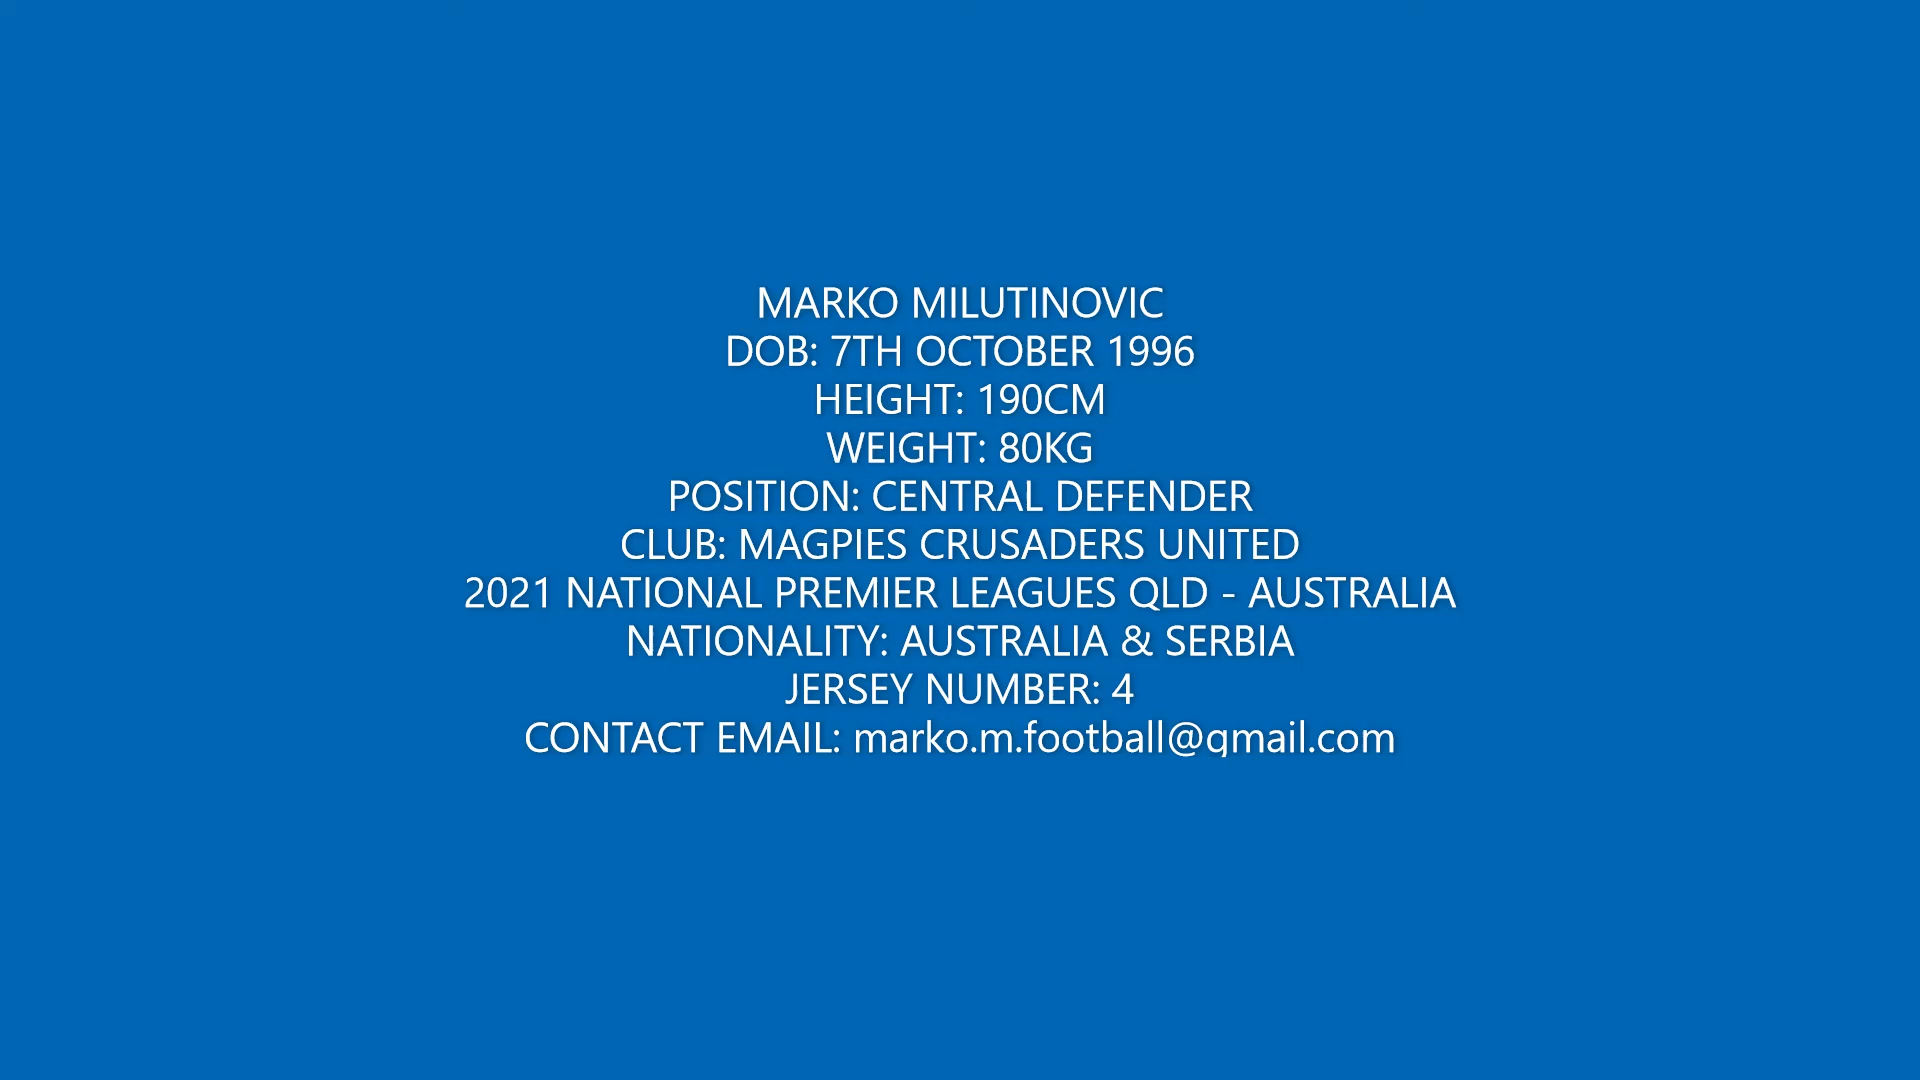 MARKO MILUTINOVIC
DOB: 7TH OCTOBER 1996
HEIGHT: 190CM
WEIGHT: 80KG
POSITION: CENTRAL DEFENDER
CLUB: MAGPIES CRUSADERS UNITED
2021 NATIONAL PREMIER LEAGUES QLD - AUSTRALIA
NATIONALITY: AUSTRALIA & SERBIA
JERSEY NUMBER: 4
CONTACT EMAIL: marko.m.football@gmail.com